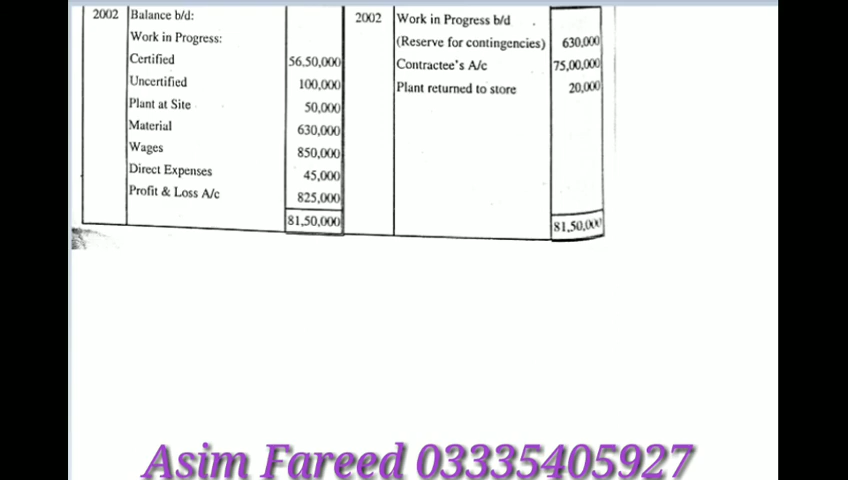 2002 Balance b/d: 2002 Work in Progress b/d
Work in Progress: (Reserve for contingencies) 630,000
Certified 56,50,000 Contractee's A/c 75,00,000
Uncertified 100,000 Plant returned to store 20,000
Plant at Site 50,000
Material 630,000
Wages 850,000
Direct Expenses 45,000
Profit & Loss A/c 825,000
81,50,000 81,50,000
Asim Fareed 03335405927